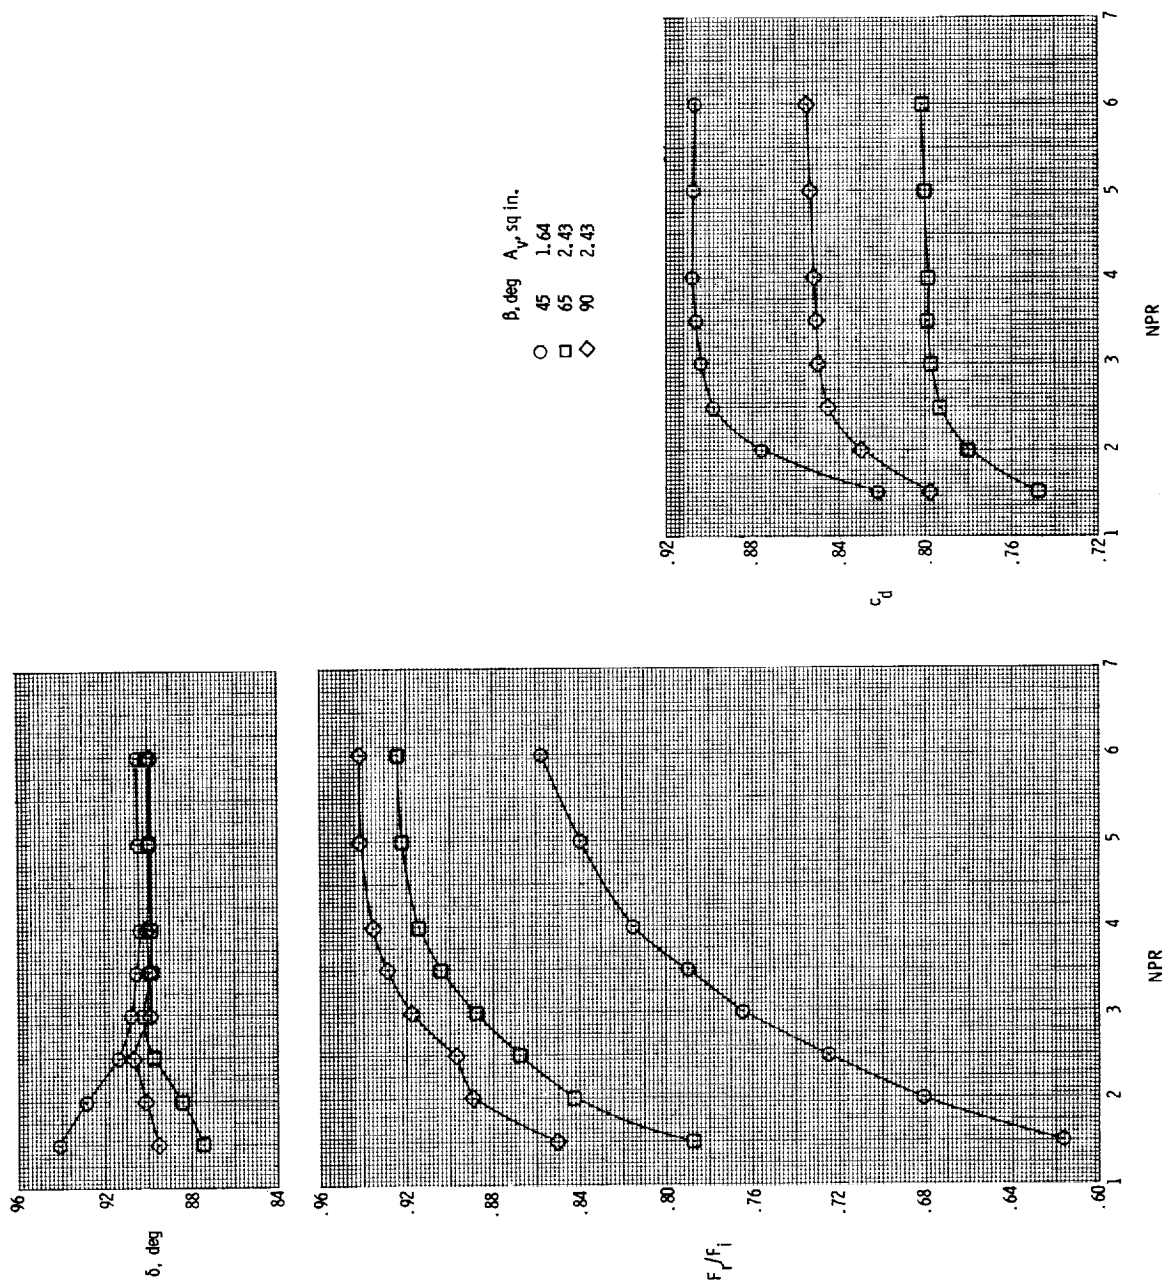 δ, deg
96
92
88
84
F_r/F_i
.96
.92
.88
.84
.80
.76
.72
.68
.64
.60
1 2 3 4 5 6 7
NPR
β, deg A_v, sq in.
○ 45 1.64
□ 65 2.43
◇ 90 2.43
c_d
.92
.88
.84
.80
.76
.72
1 2 3 4 5 6 7
NPR